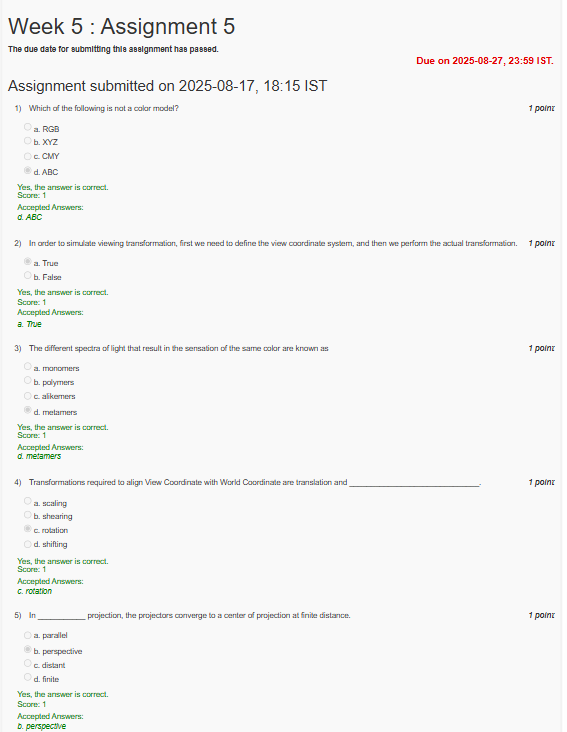 Week 5 : Assignment 5
The due date for submitting this assignment has passed.
Due on 2025-08-27, 23:59 IST.
Assignment submitted on 2025-08-17, 18:15 IST
1) Which of the following is not a color model? 1 point
a. RGB
b. XYZ
c. CMY
d. ABC
Yes, the answer is correct.
Score: 1
Accepted Answers:
d. ABC
2) In order to simulate viewing transformation, first we need to define the view coordinate system, and then we perform the actual transformation. 1 point
a. True
b. False
Yes, the answer is correct.
Score: 1
Accepted Answers:
a. True
3) The different spectra of light that result in the sensation of the same color are known as 1 point
a. monomers
b. polymers
c. alikemers
d. metamers
Yes, the answer is correct.
Score: 1
Accepted Answers:
d. metamers
4) Transformations required to align View Coordinate with World Coordinate are translation and ______________________________. 1 point
a. scaling
b. shearing
c. rotation
d. shifting
Yes, the answer is correct.
Score: 1
Accepted Answers:
c. rotation
5) In ___________ projection, the projectors converge to a center of projection at finite distance. 1 point
a. parallel
b. perspective
c. distant
d. finite
Yes, the answer is correct.
Score: 1
Accepted Answers:
b. perspective